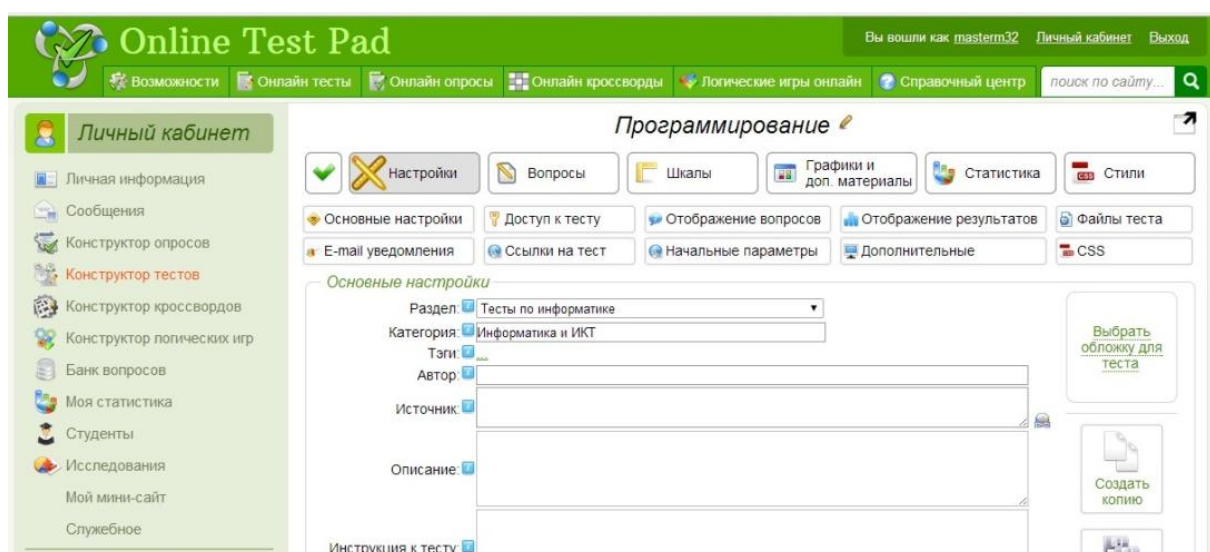 Online Test Pad
Вы вошли как masterm32 Личный кабинет Выход
Возможности Онлайн тесты Онлайн опросы Онлайн кроссворды Логические игры онлайн Справочный центр поиск по сайту...
Личный кабинет
Личная информация
Сообщения
Конструктор опросов
Конструктор тестов
Конструктор кроссвордов
Конструктор логических игр
Банк вопросов
Моя статистика
Студенты
Исследования
Мой мини-сайт
Служебное
Программирование
Настройки Вопросы Шкалы Графики и доп. материалы Статистика CSS Стили
Основные настройки Доступ к тесту Отображение вопросов Отображение результатов Файлы теста
E-mail уведомления Ссылки на тест Начальные параметры Дополнительные CSS
Основные настройки
Раздел: Тесты по информатике
Категория: Информатика и ИКТ
Тэги: ...
Автор:
Источник:
Описание:
Инструкция к тесту:
Выбрать
обложку для
теста
Создать
копию